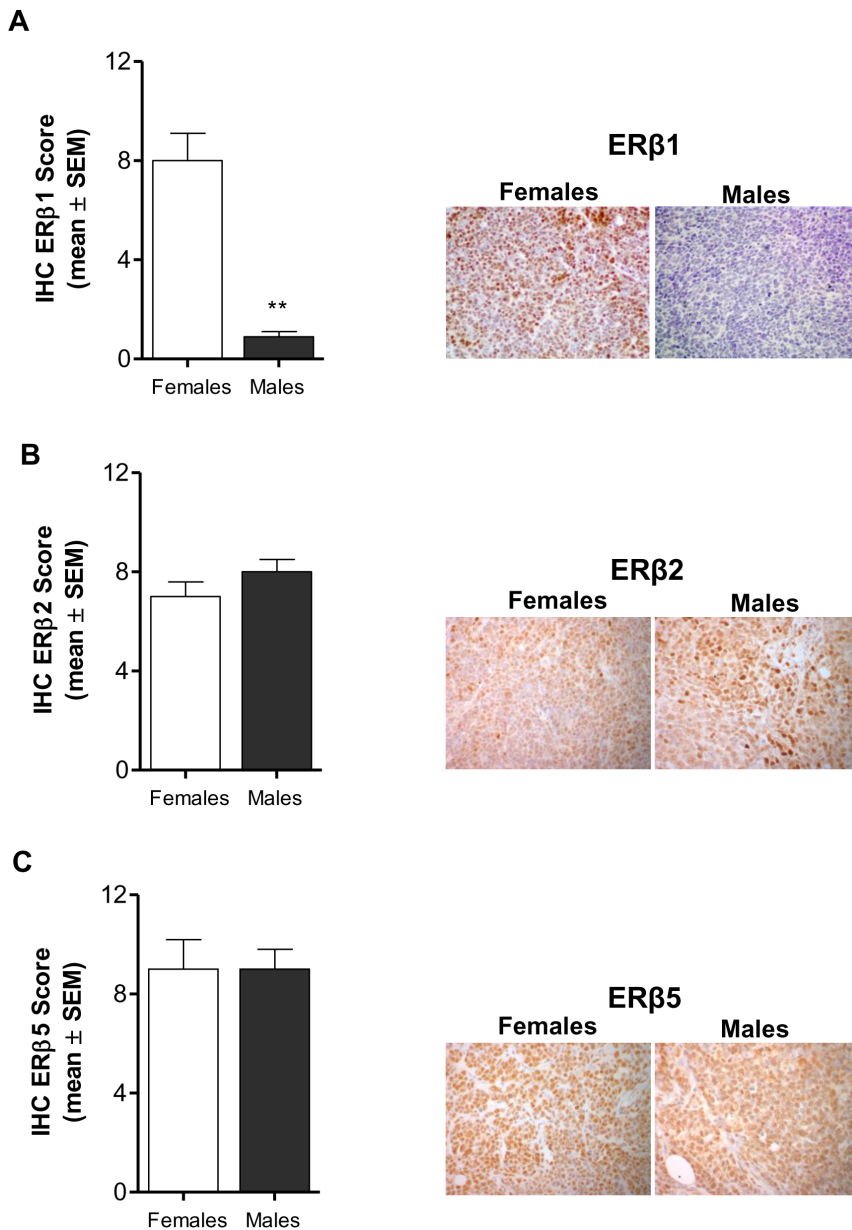 A
12
8
4
0
IHC ERβ1 Score
(mean ± SEM)
**
Females Males
ERβ1
Females Males
B
12
8
4
0
IHC ERβ2 Score
(mean ± SEM)
Females Males
ERβ2
Females Males
C
12
8
4
0
IHC ERβ5 Score
(mean ± SEM)
Females Males
ERβ5
Females Males